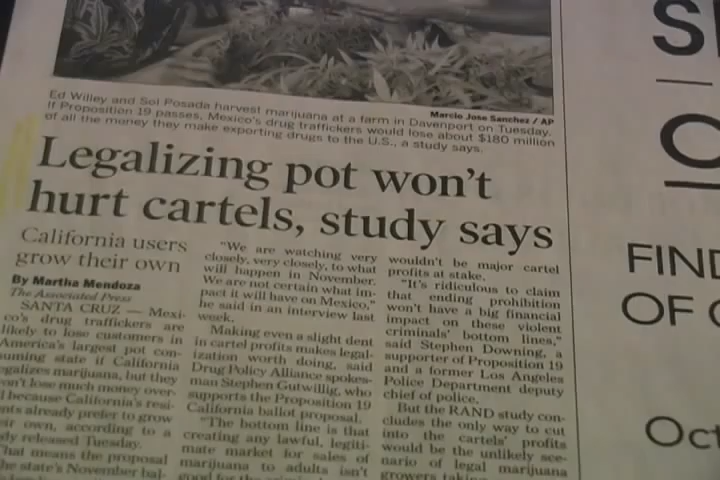 Marcio Jose Sanchez / AP
Ed Willey and Sol Posada harvest marijuana at a farm in Davenport on Tuesday.
If Proposition 19 passes, Mexico's drug traffickers would lose about $180 million
of all the money they make exporting drugs to the U.S., a study says.
Legalizing pot won't
hurt cartels, study says
California users
grow their own
By Martha Mendoza
The Associated Press
SANTA CRUZ — Mexi-
co's drug traffickers are
likely to lose customers in
America's largest pot con-
suming state if California
egalizes marijuana, but they
on't lose much money over-
l because California's resi-
nts already prefer to grow
eir own, according to a
dy released Tuesday.
hat means the proposal
he state's November bal-
"We are watching very
closely, very closely, to what
will happen in November.
We are not certain what im-
pact it will have on Mexico,"
he said in an interview last
week.
Making even a slight dent
in cartel profits makes legal-
ization worth doing, said
Drug Policy Alliance spokes-
man Stephen Gutwillig, who
supports the Proposition 19
California ballot proposal.
"The bottom line is that
creating any lawful, legiti-
mate market for sales of
marijuana to adults isn't
wouldn't be major cartel
profits at stake.
"It's ridiculous to claim
that ending prohibition
won't have a big financial
impact on these violent
criminals' bottom lines,"
said Stephen Downing, a
supporter of Proposition 19
and a former Los Angeles
Police Department deputy
chief of police.
But the RAND study con-
cludes the only way to cut
into the cartels' profits
would be the unlikely sce-
nario of legal marijuana
growers taking
S
C
FIND
OF
Oct